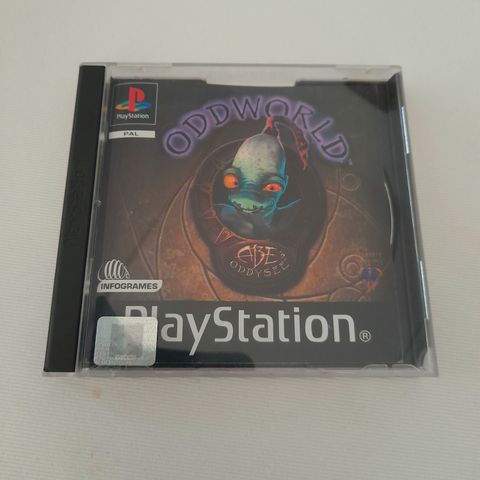 PlayStation
PAL
ODDWORLD
ABE'S
ODDYSEE
INFOGRAMES
PlayStation®